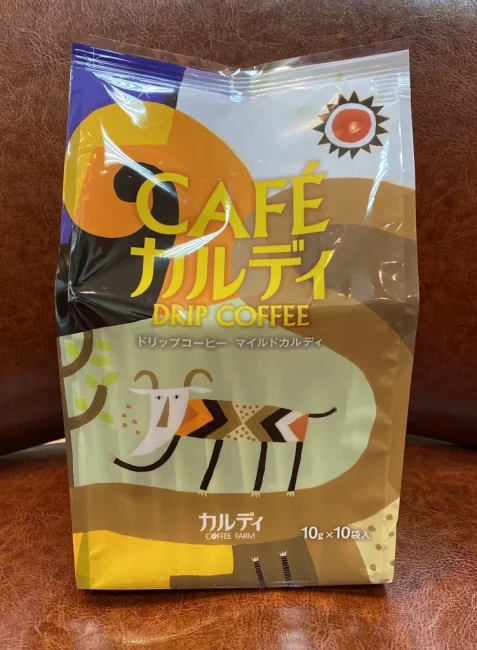 CAFÉ
カルディ
DRIP COFFEE
ドリップコーヒー マイルドカルディ
カルディ
COFFEE FARM
10g×10袋入